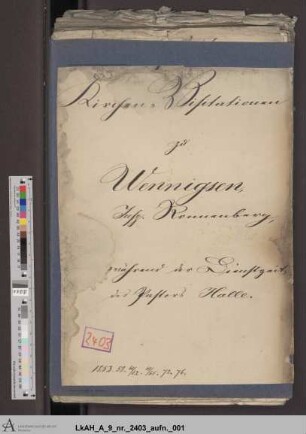 Kirchen-Visitationen
zu
Wennigsen,
Insp. Ronnenberg,
während der Dienstzeit
des Pastors Halle.
2403
LkAH_A_9_nr._2403_aufn._001